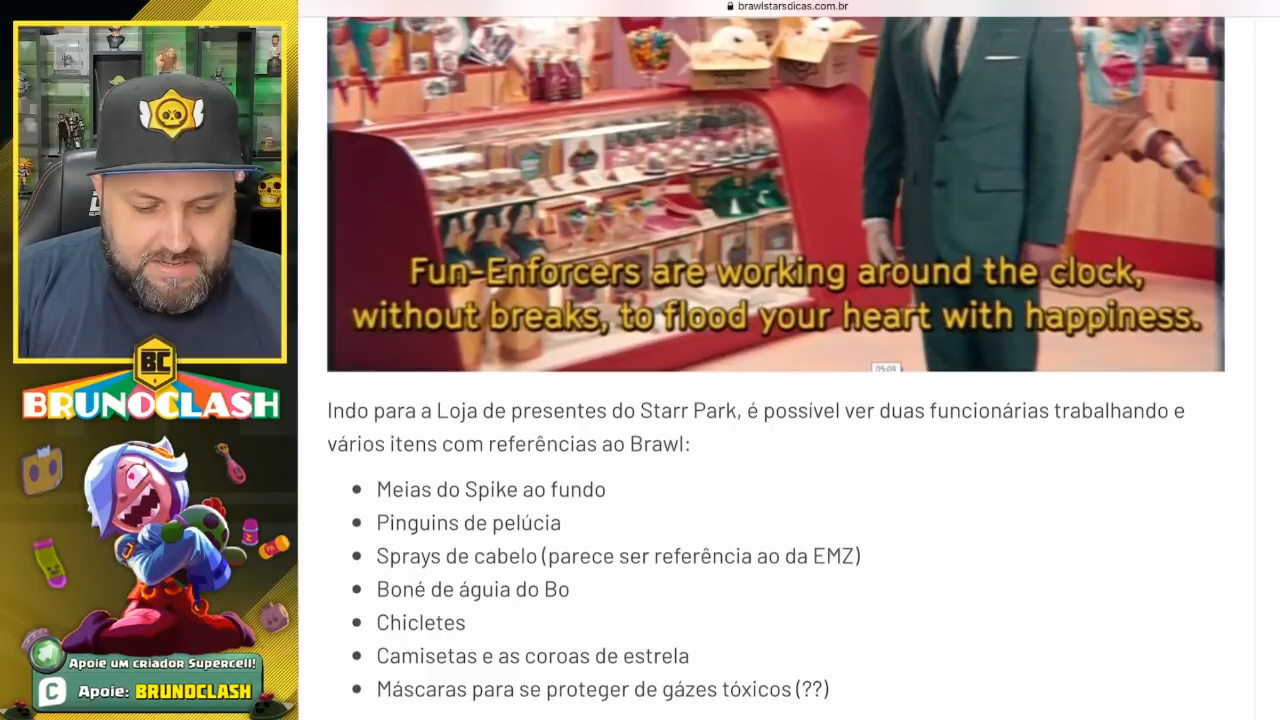 brawlstarsdicas.com.br
Fun-Enforcers are working around the clock,
without breaks, to flood your heart with happiness.
05:09
Indo para a Loja de presentes do Starr Park, é possível ver duas funcionárias trabalhando e
vários itens com referências ao Brawl:
Meias do Spike ao fundo
Pinguins de pelúcia
Sprays de cabelo (parece ser referência ao da EMZ)
Boné de águia do Bo
Chicletes
Camisetas e as coroas de estrela
Máscaras para se proteger de gázes tóxicos (??)
BC
BRUNOCLASH
Apoie um criador Supercell!
C Apoie: BRUNOCLASH